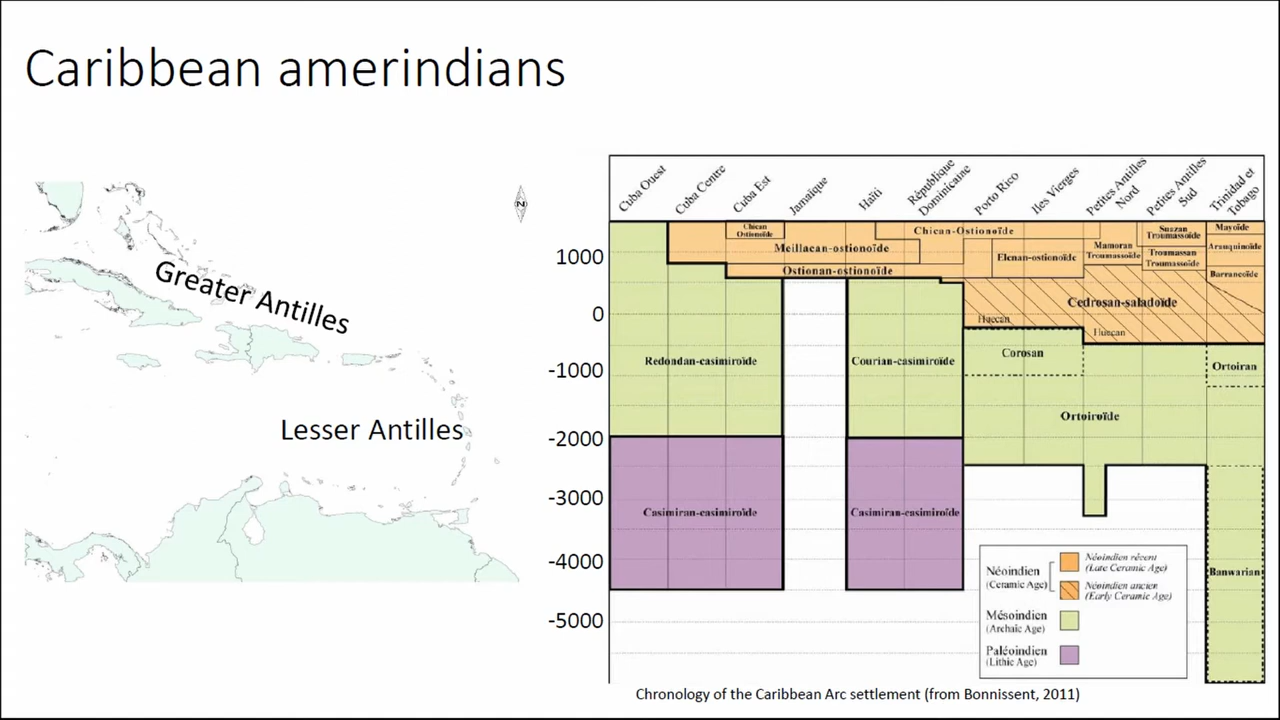 Caribbean amerindians
N
Greater Antilles
Lesser Antilles
Cuba Ouest
Cuba Centre
Cuba Est
Jamaïque
Haïti
République
Dominicaine
Porto Rico
Iles Vierges
Petites Antilles
Nord
Petites Antilles
Sud
Trinidad et
Tobago
1000
0
-1000
-2000
-3000
-4000
-5000
Chican
Ostionoïde
Chican-Ostionoïde
Meillacan-ostionoïde
Ostionan-ostionoïde
Elenan-ostionoïde
Mamoran
Troumassoïde
Suazan
Troumassoïde
Troumassan
Troumassoïde
Mayoïde
Arauquinoïde
Barrancoïde
Cedrosan-saladoïde
Huecan
Huecan
Redondan-casimiroïde
Courian-casimiroïde
Corosan
Ortoiran
Ortoiroïde
Casimiran-casimiroïde
Casimiran-casimiroïde
Banwarian
Néoindien
(Ceramic Age)
Néoindien récent
(Late Ceramic Age)
Néoindien ancien
(Early Ceramic Age)
Mésoindien
(Archaic Age)
Paléoindien
(Lithic Age)
Chronology of the Caribbean Arc settlement (from Bonnissent, 2011)